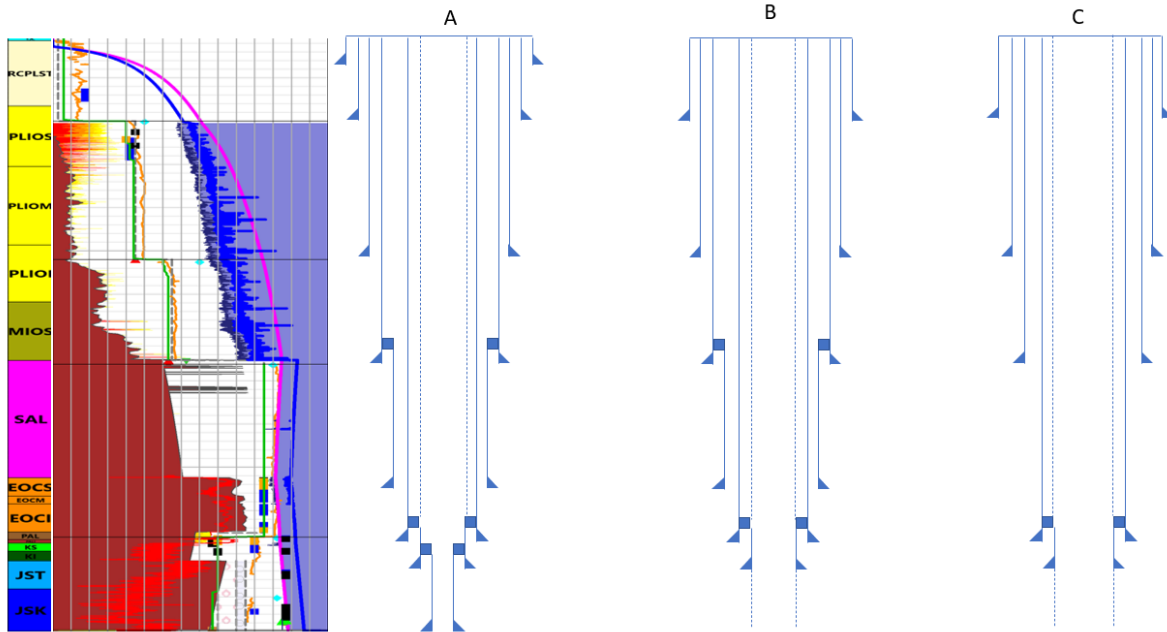 A
B
C
RCPLST
PLIOS
PLIOM
PLIOI
MIOS
SAL
EOCS
EOCM
EOCI
PAL
KS
KI
JST
JSK